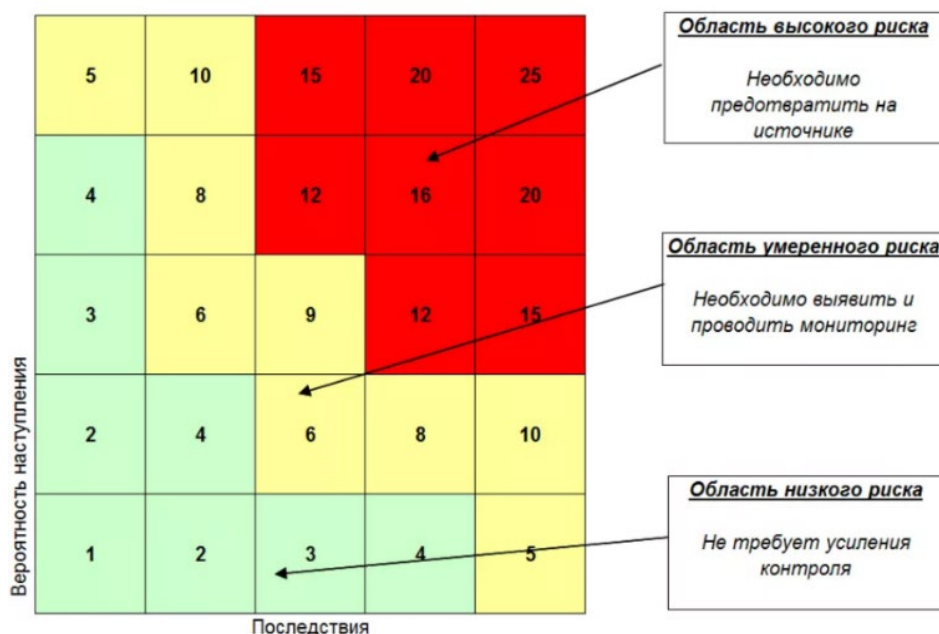 5 10 15 20 25
4 8 12 16 20
3 6 9 12 15
2 4 6 8 10
1 2 3 4 5
Вероятность наступления
Последствия
Область высокого риска
Необходимо
предотвратить на
источнике
Область умеренного риска
Необходимо выявить и
проводить мониторинг
Область низкого риска
Не требует усиления
контроля